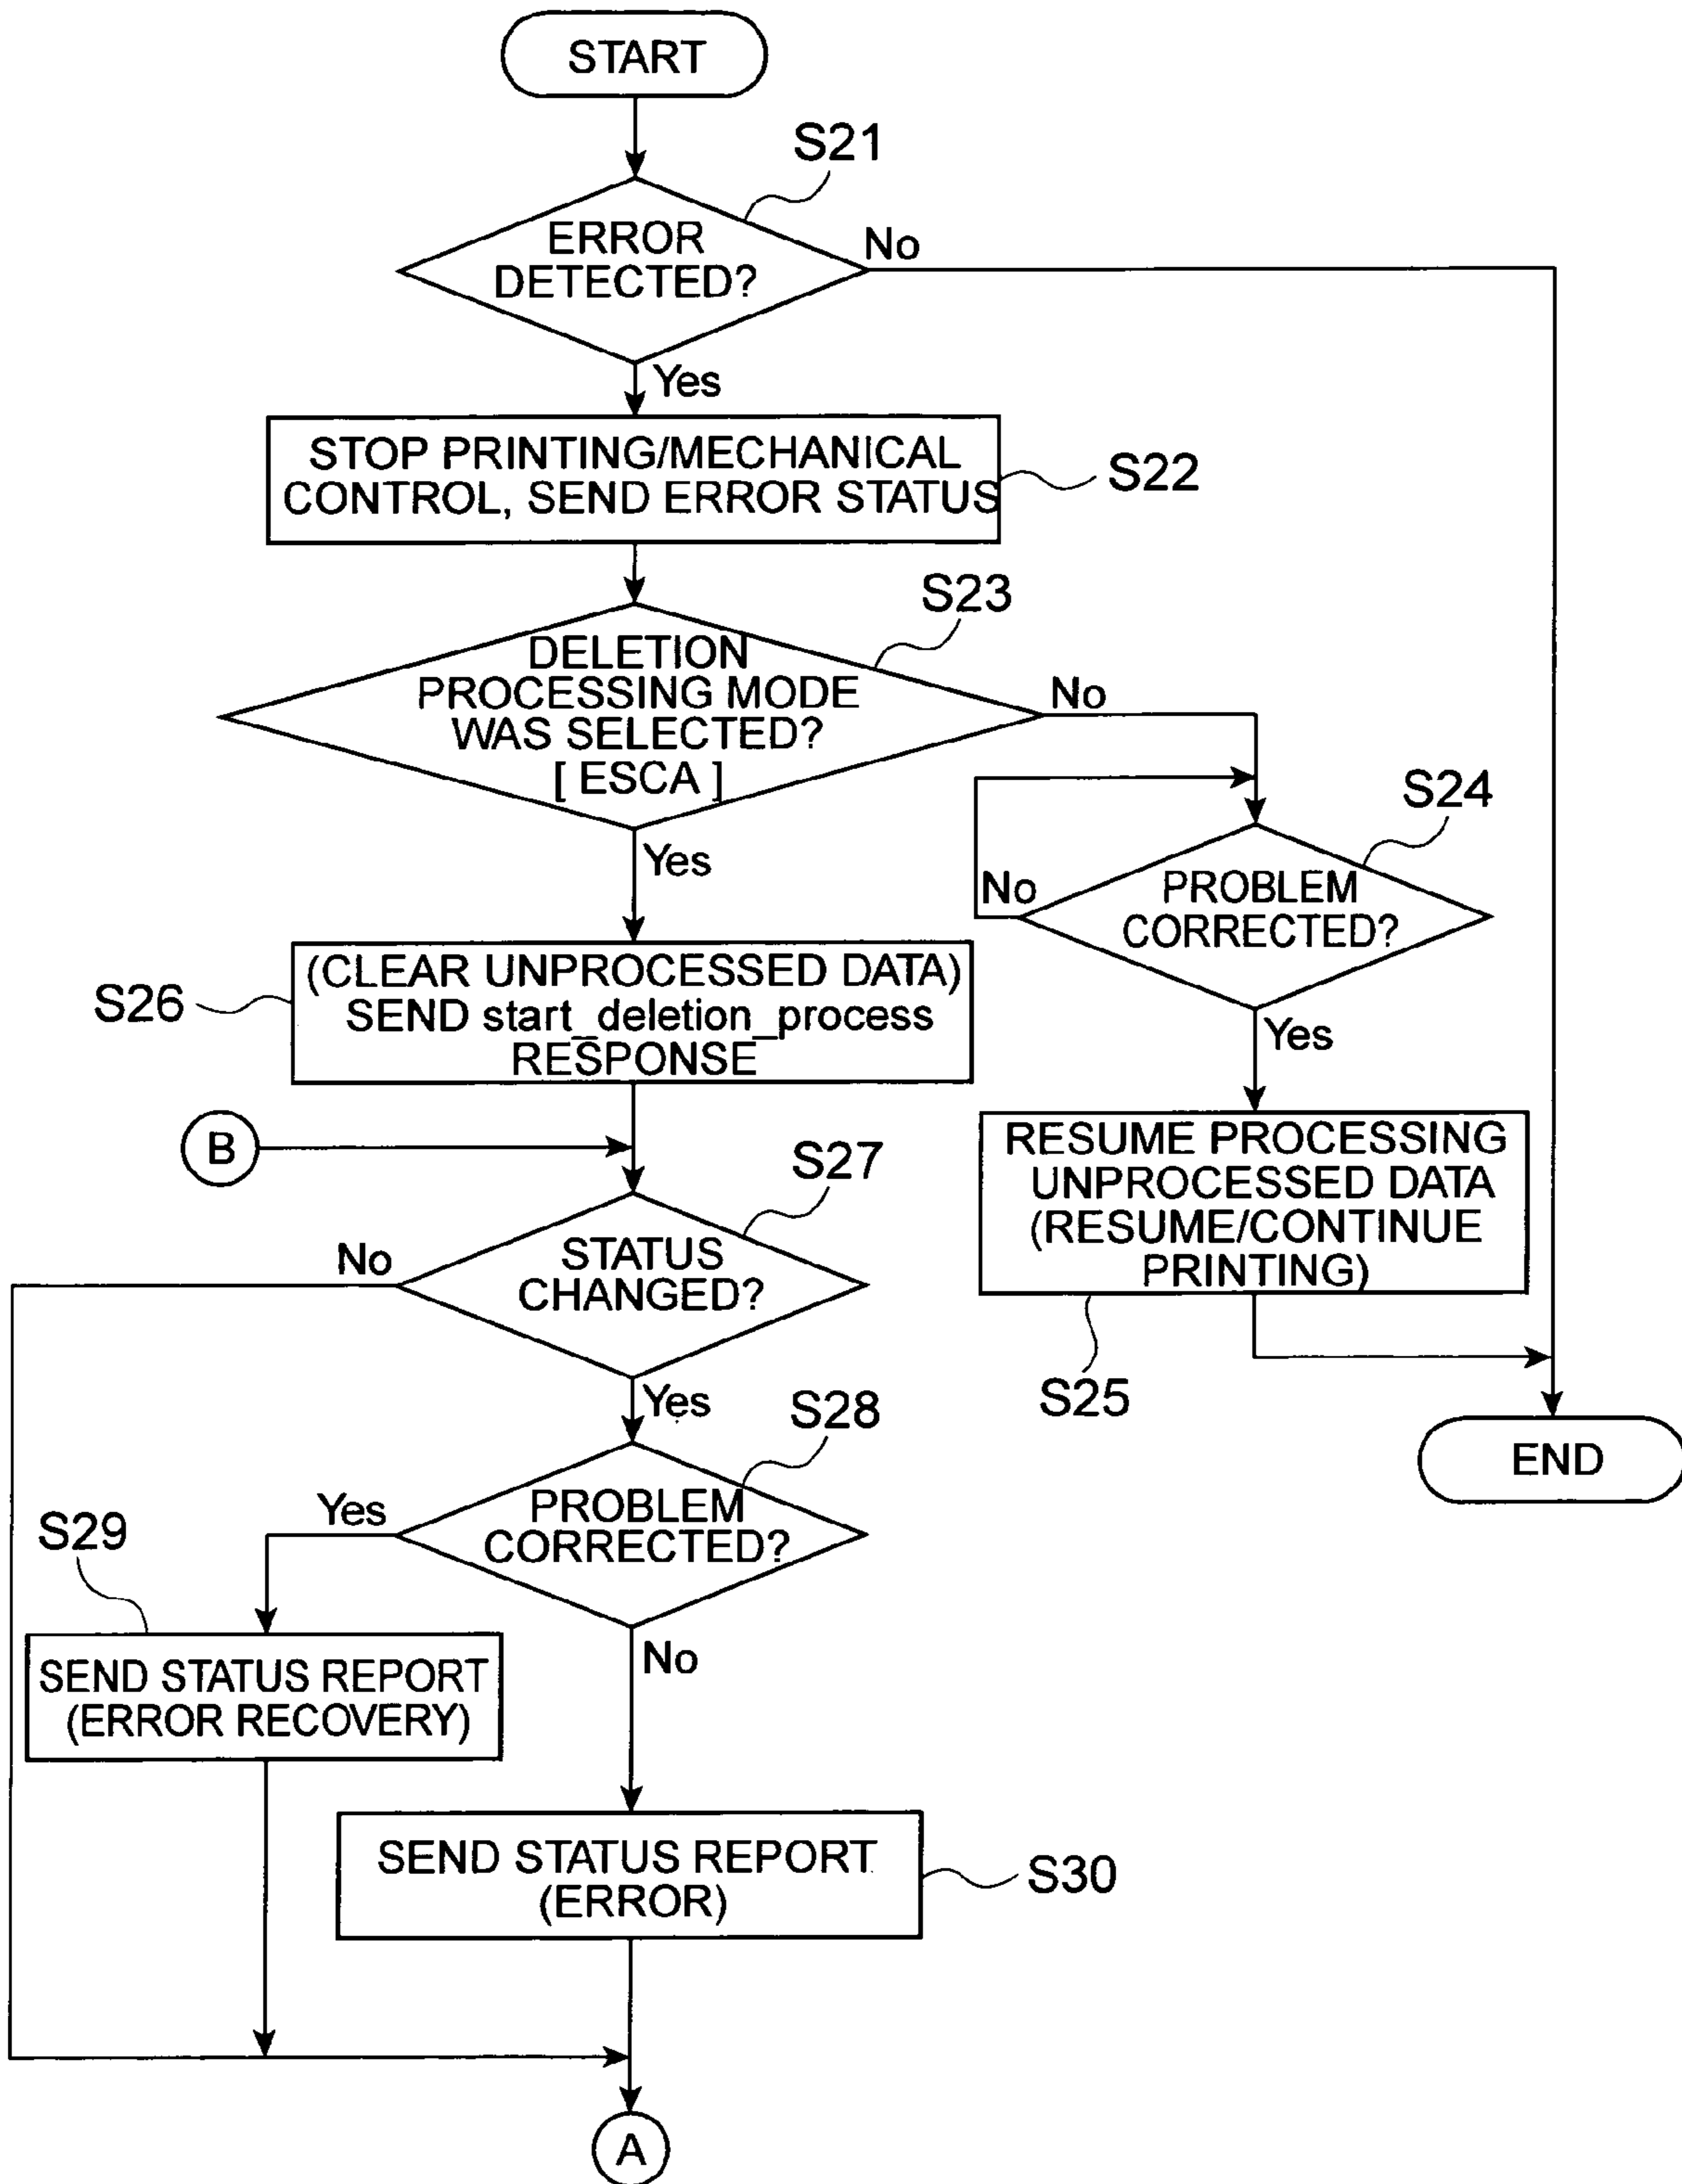 START
S21
ERROR
DETECTED?
No
Yes
STOP PRINTING/MECHANICAL
CONTROL, SEND ERROR STATUS
S22
S23
DELETION
PROCESSING MODE
WAS SELECTED?
[ ESCA ]
No
Yes
S24
PROBLEM
CORRECTED?
No
Yes
S26
(CLEAR UNPROCESSED DATA)
SEND start_deletion_process
RESPONSE
RESUME PROCESSING
UNPROCESSED DATA
(RESUME/CONTINUE
PRINTING)
S25
END
B
S27
STATUS
CHANGED?
No
Yes
S28
PROBLEM
CORRECTED?
Yes
No
S29
SEND STATUS REPORT
(ERROR RECOVERY)
SEND STATUS REPORT
(ERROR)
S30
A